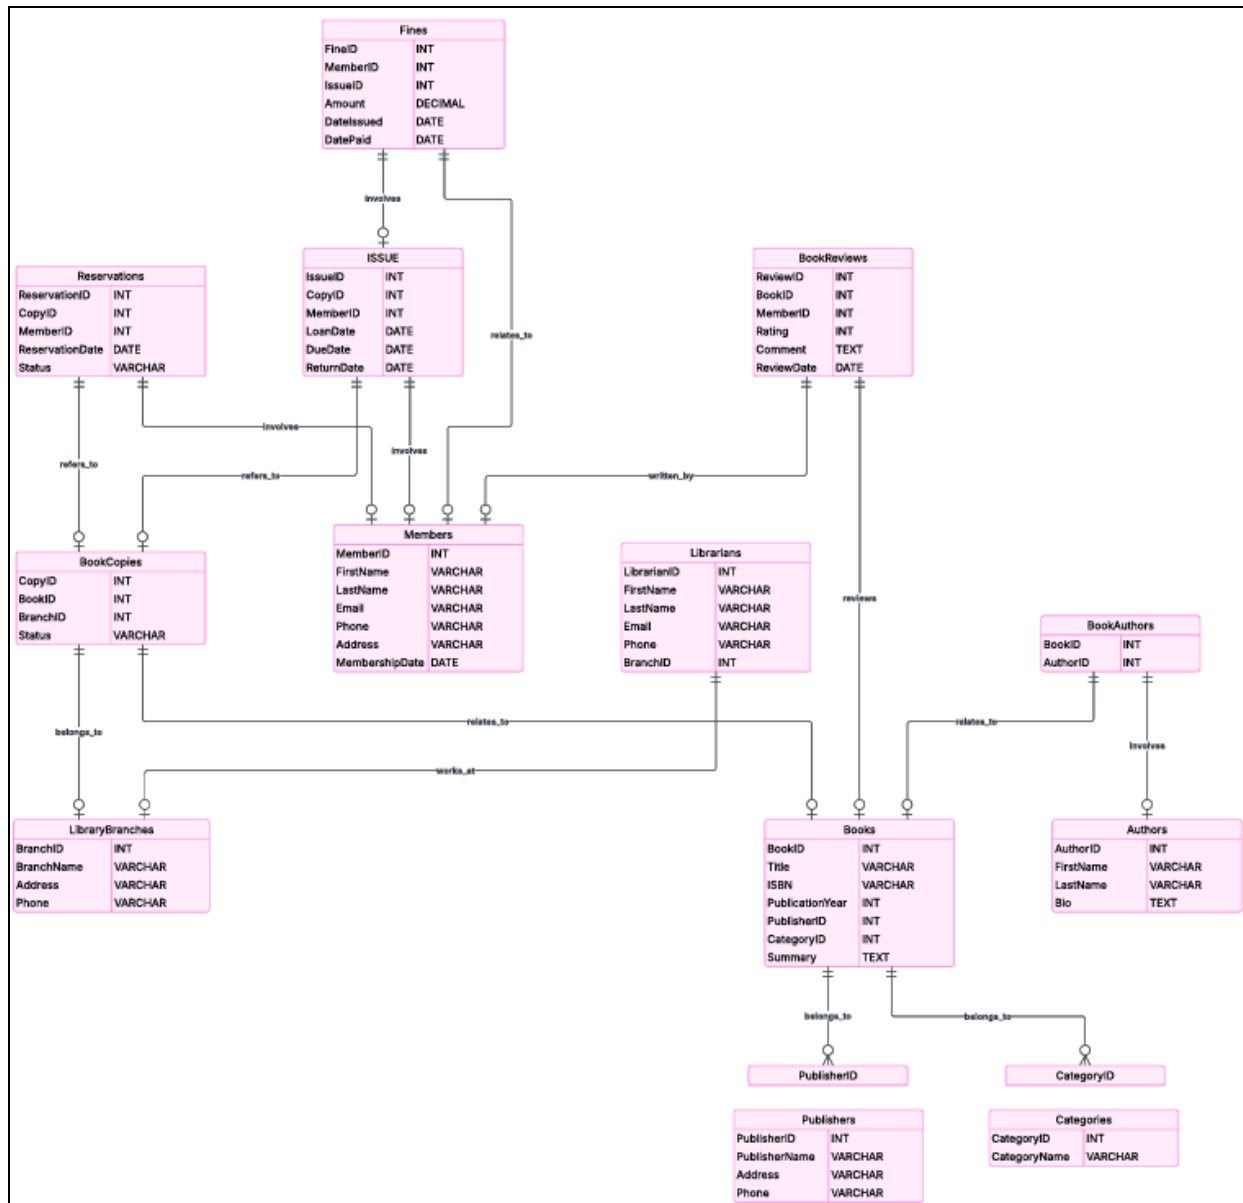 Fines
FineID INT
MemberID INT
IssueID INT
Amount DECIMAL
DateIssued DATE
DatePaid DATE
involves
relates_to
ISSUE
IssueID INT
CopyID INT
MemberID INT
LoanDate DATE
DueDate DATE
ReturnDate DATE
Reservations
ReservationID INT
CopyID INT
MemberID INT
ReservationDate DATE
Status VARCHAR
BookReviews
ReviewID INT
BookID INT
MemberID INT
Rating INT
Comment TEXT
ReviewDate DATE
involves
involves
refers_to
refers_to
written_by
Members
MemberID INT
FirstName VARCHAR
LastName VARCHAR
Email VARCHAR
Phone VARCHAR
Address VARCHAR
MembershipDate DATE
BookCopies
CopyID INT
BookID INT
BranchID INT
Status VARCHAR
Librarians
LibrarianID INT
FirstName VARCHAR
LastName VARCHAR
Email VARCHAR
Phone VARCHAR
BranchID INT
reviews
BookAuthors
BookID INT
AuthorID INT
relates_to
belongs_to
works_at
relates_to
involves
LibraryBranches
BranchID INT
BranchName VARCHAR
Address VARCHAR
Phone VARCHAR
Books
BookID INT
Title VARCHAR
ISBN VARCHAR
PublicationYear INT
PublisherID INT
CategoryID INT
Summary TEXT
Authors
AuthorID INT
FirstName VARCHAR
LastName VARCHAR
Bio TEXT
belongs_to
belongs_to
PublisherID
CategoryID
Publishers
PublisherID INT
PublisherName VARCHAR
Address VARCHAR
Phone VARCHAR
Categories
CategoryID INT
CategoryName VARCHAR